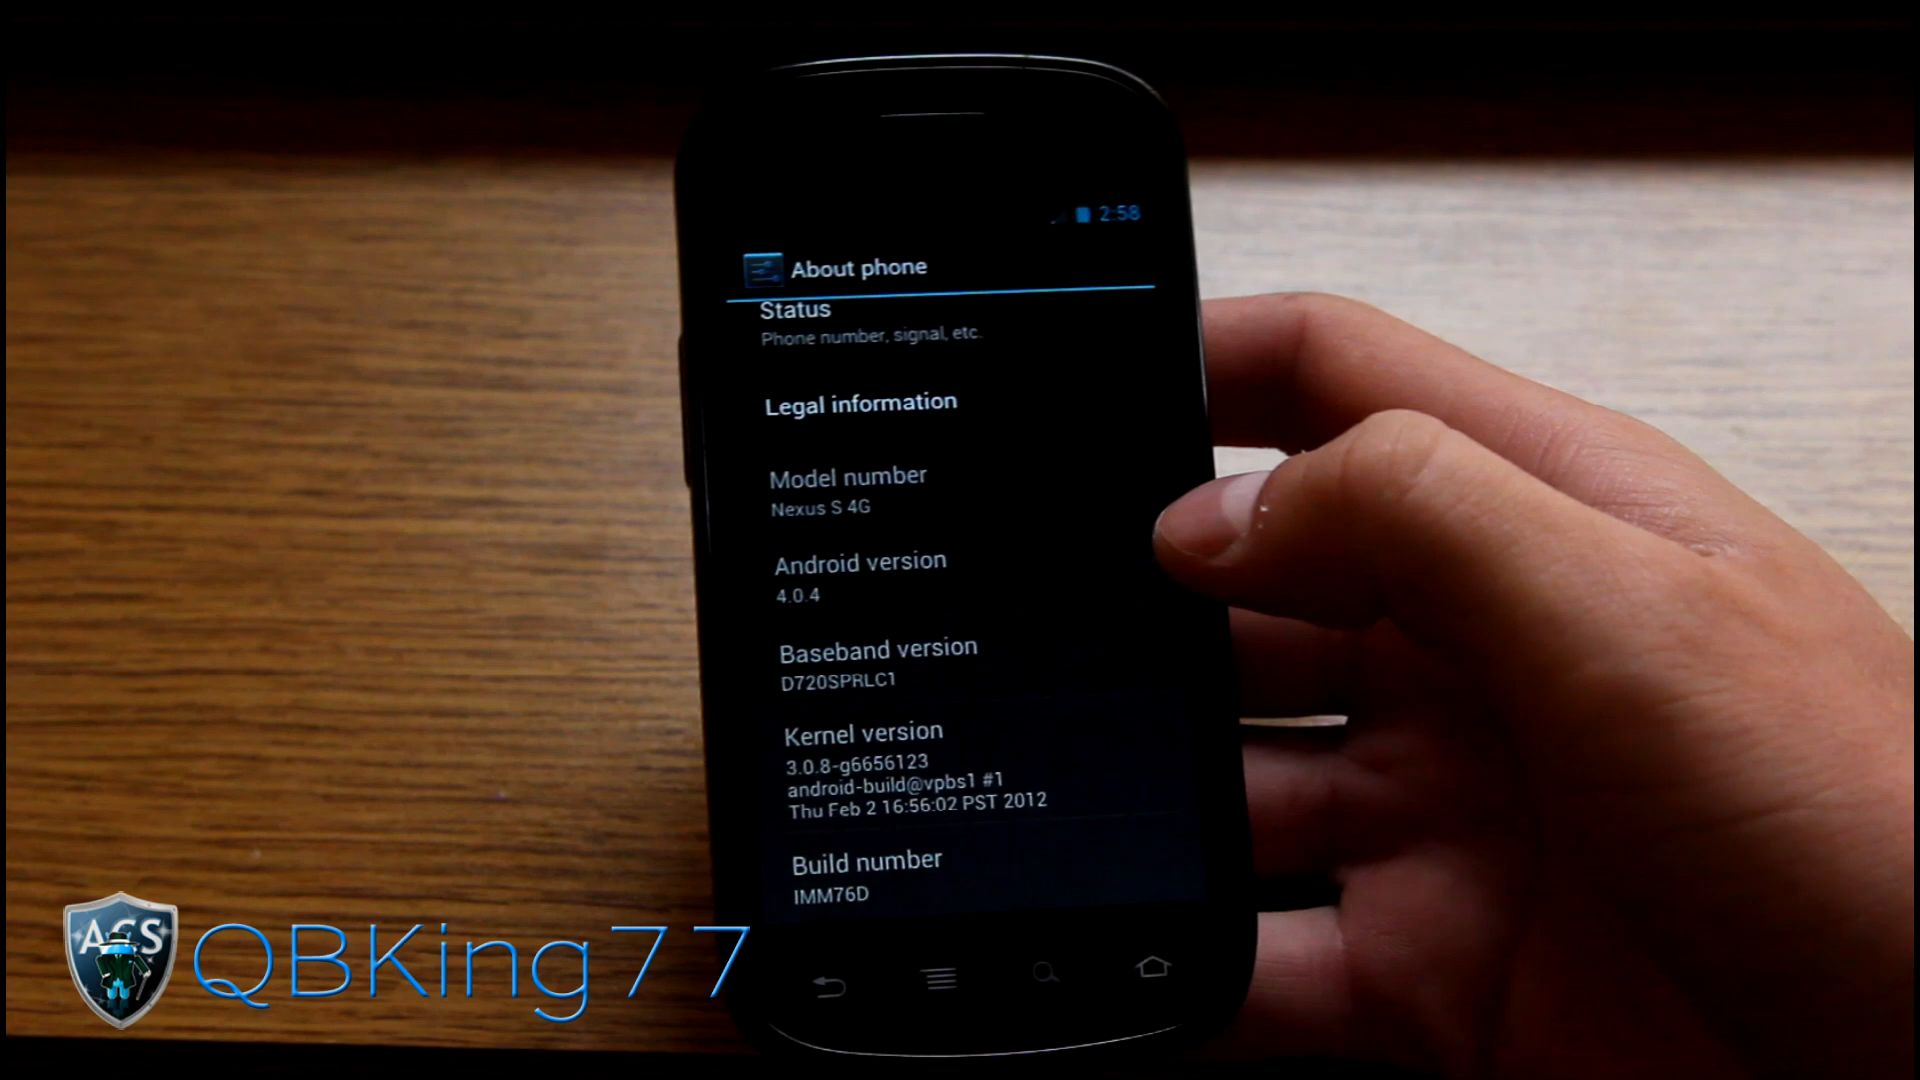 2:58
About phone
Status
Phone number, signal, etc.
Legal information
Model number
Nexus S 4G
Android version
4.0.4
Baseband version
D720SPRLC1
Kernel version
3.0.8-g6656123
android-build@vpbs1 #1
Thu Feb 2 16:56:02 PST 2012
Build number
IMM76D
ACS
QBKing77